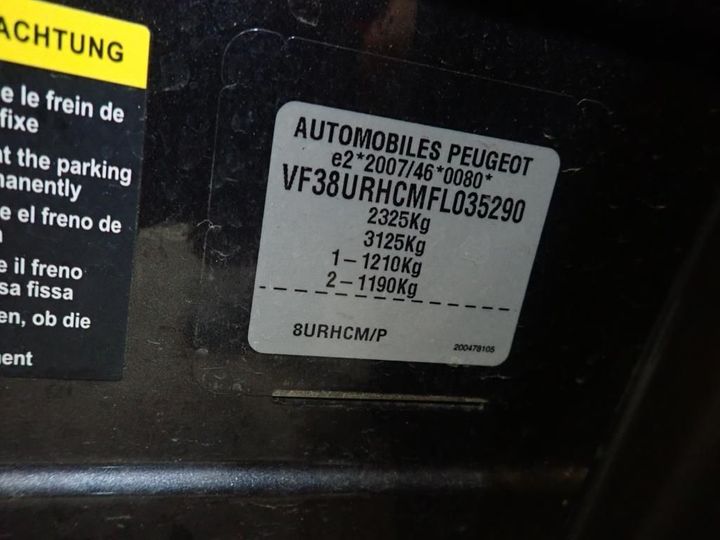 ACHTUNG
e le frein de
fixe
at the parking
manently
e el freno de
e il freno
sa fissa
en, ob die
ment
AUTOMOBILES PEUGEOT
e2*2007/46*0080*
VF38URHCMFL035290
2325Kg
3125Kg
1-1210Kg
2-1190Kg
8URHCM/P
200478105